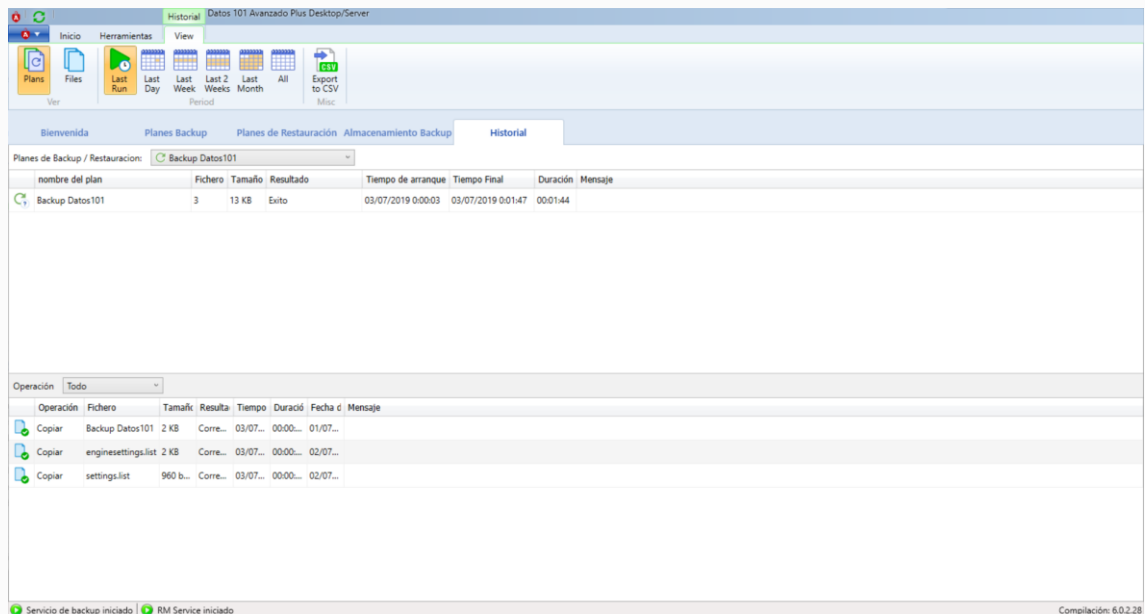 Historial Datos 101 Avanzado Plus Desktop/Server
Inicio Herramientas View
Plans Files Last Run Last Day Last Week Last 2 Weeks Last Month All Export to CSV
Ver Period Misc
Bienvenida Planes Backup Planes de Restauración Almacenamiento Backup Historial
Planes de Backup / Restauracion: Backup Datos101
nombre del plan Fichero Tamaño Resultado Tiempo de arranque Tiempo Final Duración Mensaje
Backup Datos101 3 13 KB Exito 03/07/2019 0:00:03 03/07/2019 0:01:47 00:01:44
Operación Todo
Operación Fichero Tamañc Resulta Tiempo Duració Fecha d Mensaje
Copiar Backup Datos101 2 KB Corre... 03/07... 00:00:... 01/07...
Copiar enginesettings.list 2 KB Corre... 03/07... 00:00:... 02/07...
Copiar settings.list 960 b... Corre... 03/07... 00:00:... 02/07...
Servicio de backup iniciado RM Service iniciado Compilación: 6.0.2.28